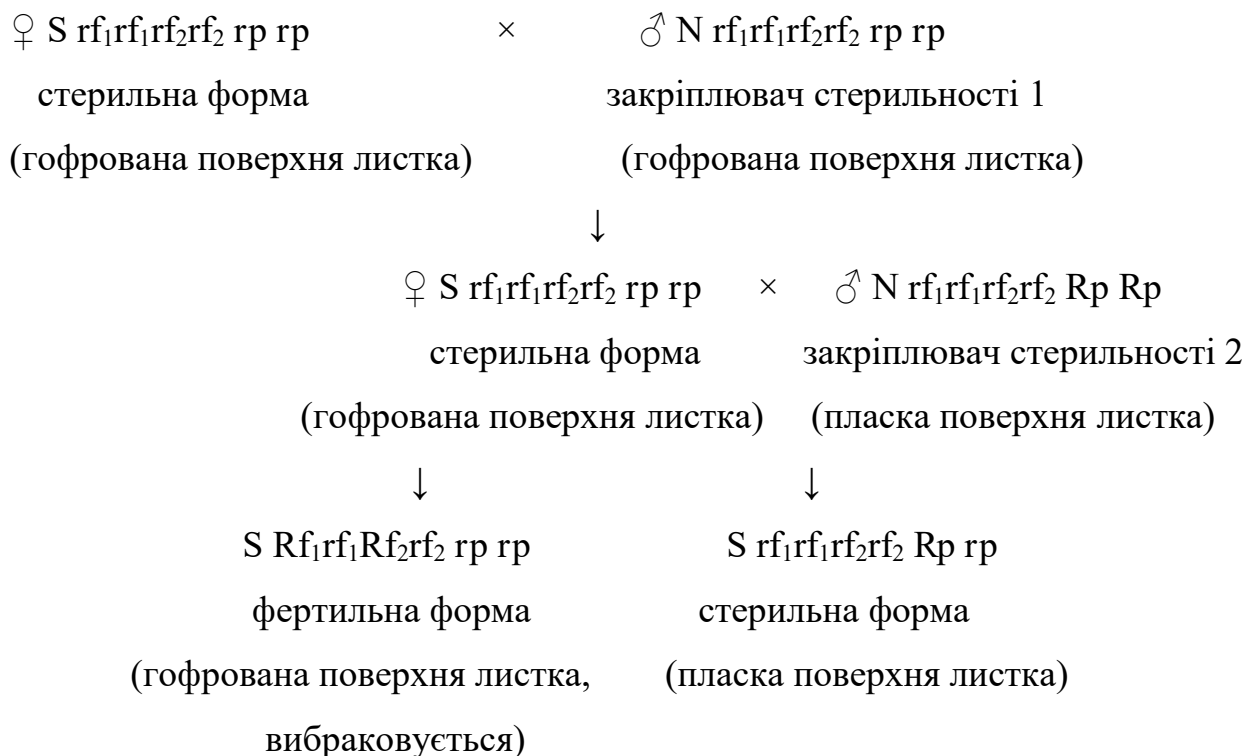 ♀ S rf₁rf₁rf₂rf₂ rp rp × ♂ N rf₁rf₁rf₂rf₂ rp rp
стерильна форма закріплювач стерильності 1
(гофрована поверхня листка) (гофрована поверхня листка)
↓
♀ S rf₁rf₁rf₂rf₂ rp rp × ♂ N rf₁rf₁rf₂rf₂ Rp Rp
стерильна форма закріплювач стерильності 2
(гофрована поверхня листка) (пласка поверхня листка)
↓ ↓
S Rf₁rf₁Rf₂rf₂ rp rp S rf₁rf₁rf₂rf₂ Rp rp
фертильна форма стерильна форма
(гофрована поверхня листка, (пласка поверхня листка)
вибраковується)